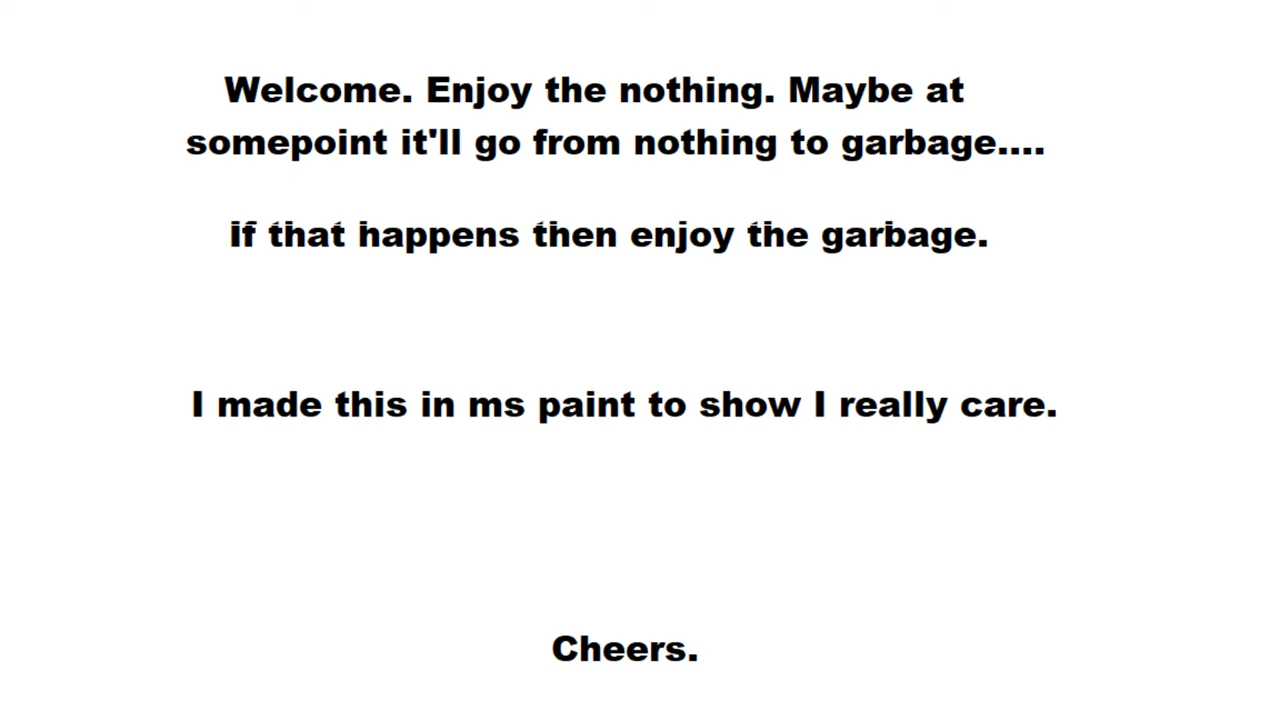 Welcome. Enjoy the nothing. Maybe at
somepoint it'll go from nothing to garbage....
if that happens then enjoy the garbage.
I made this in ms paint to show I really care.
Cheers.